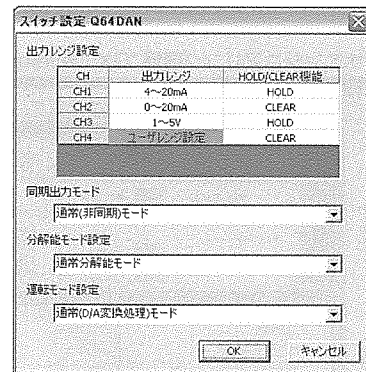 スイッチ設定 Q64DAN
出力レンジ設定
CH 出力レンジ HOLD/CLEAR機能
CH1 4～20mA HOLD
CH2 0～20mA CLEAR
CH3 1～5V HOLD
CH4 ユーザレンジ設定 CLEAR
同期出力モード
通常(非同期)モード
分解能モード設定
通常分解能モード
運転モード設定
通常(D/A変換処理)モード
OK キャンセル